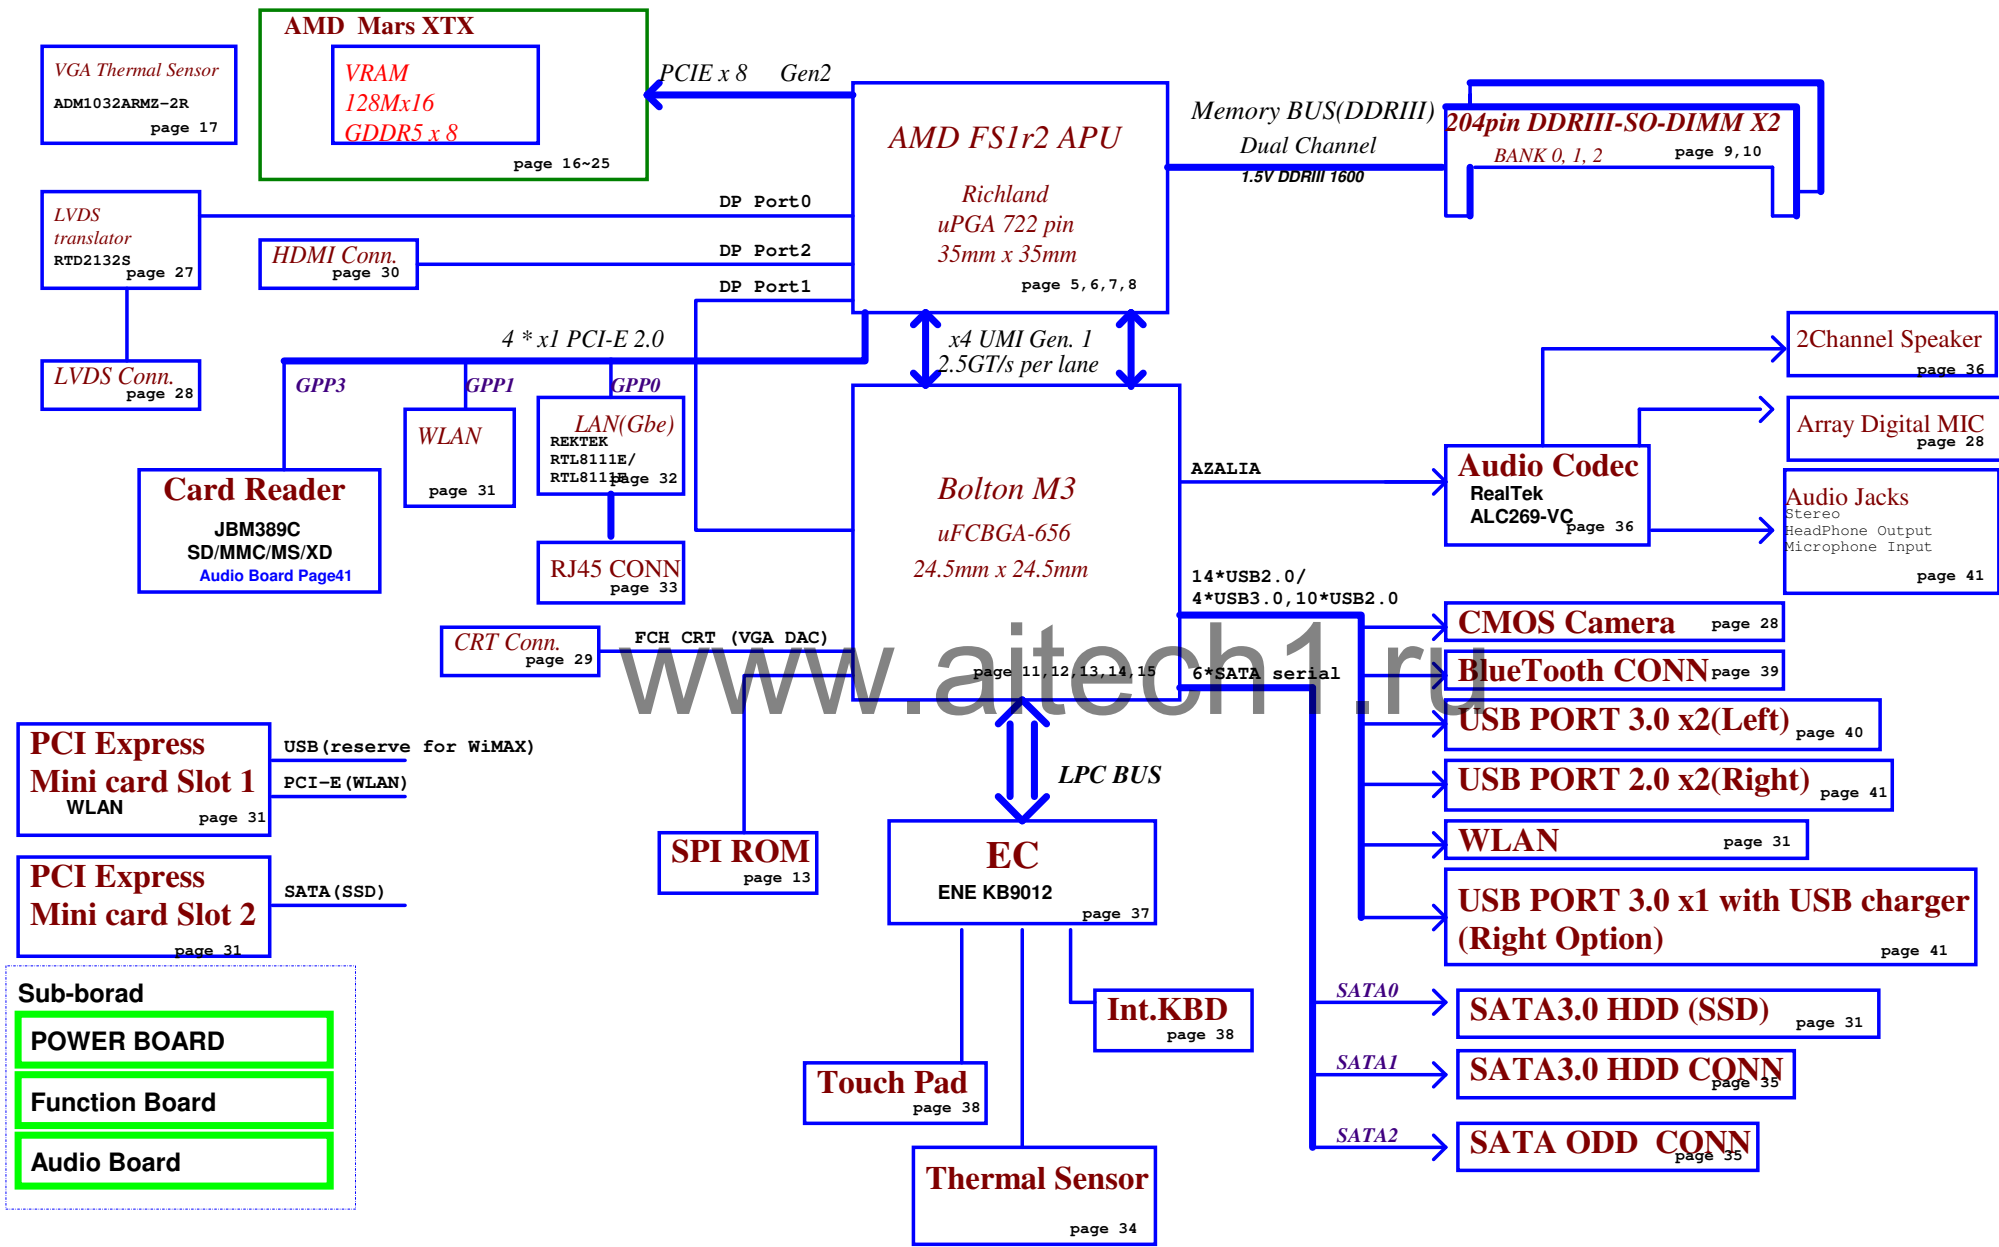 AMD Mars XTX
VRAM
128Mx16
GDDR5 x 8
page 16~25
VGA Thermal Sensor
ADM1032ARMZ-2R
page 17
PCIE x 8 Gen2
AMD FS1r2 APU
Richland
uPGA 722 pin
35mm x 35mm
page 5,6,7,8
Memory BUS(DDRIII)
Dual Channel
1.5V DDRIII 1600
204pin DDRIII-SO-DIMM X2
BANK 0, 1, 2
page 9,10
LVDS
translator
RTD2132S
page 27
HDMI Conn.
page 30
DP Port0
DP Port2
DP Port1
LVDS Conn.
page 28
4 * x1 PCI-E 2.0
x4 UMI Gen. 1
2.5GT/s per lane
GPP3
GPP1
GPP0
WLAN
page 31
LAN(Gbe)
REKTEK
RTL8111E/
RTL8111F
page 32
Card Reader
JBM389C
SD/MMC/MS/XD
Audio Board Page41
RJ45 CONN
page 33
Bolton M3
uFCBGA-656
24.5mm x 24.5mm
page 11,12,13,14,15
AZALIA
Audio Codec
RealTek
ALC269-VC
page 36
2Channel Speaker
page 36
Array Digital MIC
page 28
Audio Jacks
Stereo
HeadPhone Output
Microphone Input
page 41
14*USB2.0/
4*USB3.0,10*USB2.0
6*SATA serial
CMOS Camera page 28
BlueTooth CONN page 39
USB PORT 3.0 x2(Left) page 40
USB PORT 2.0 x2(Right) page 41
WLAN page 31
USB PORT 3.0 x1 with USB charger
(Right Option)
page 41
CRT Conn.
page 29
FCH CRT (VGA DAC)
www.aitech1.ru
PCI Express
Mini card Slot 1
WLAN
page 31
USB(reserve for WiMAX)
PCI-E(WLAN)
PCI Express
Mini card Slot 2
page 31
SATA(SSD)
SPI ROM
page 13
LPC BUS
EC
ENE KB9012
page 37
Int.KBD
page 38
Touch Pad
page 38
Thermal Sensor
page 34
SATA0
SATA3.0 HDD (SSD) page 31
SATA1
SATA3.0 HDD CONN
page 35
SATA2
SATA ODD CONN
page 35
Sub-borad
POWER BOARD
Function Board
Audio Board